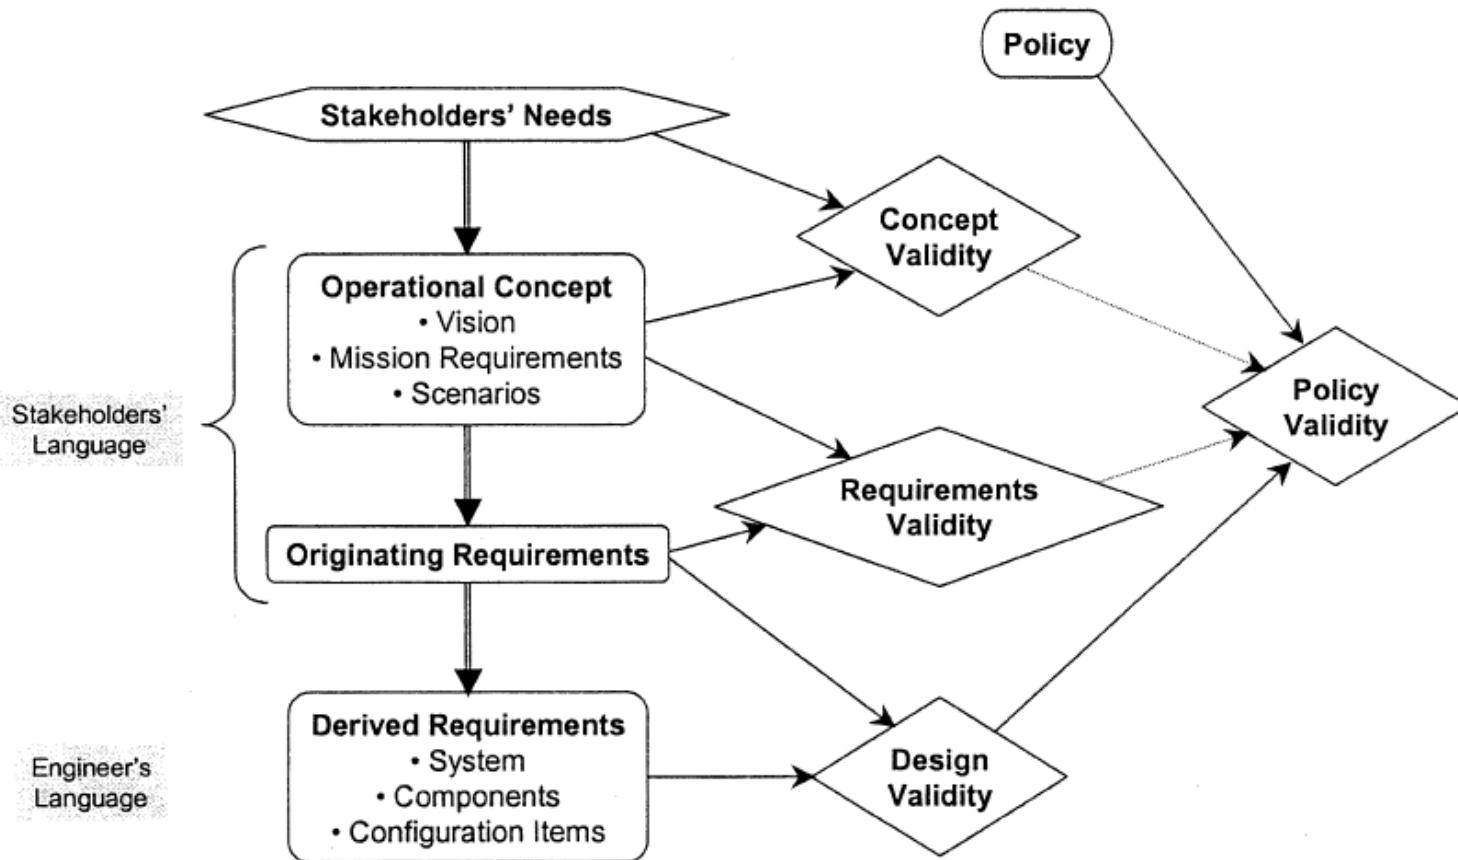 Policy
Stakeholders' Needs
Concept
Validity
Operational Concept
• Vision
• Mission Requirements
• Scenarios
Stakeholders'
Language
Policy
Validity
Requirements
Validity
Originating Requirements
Derived Requirements
• System
• Components
• Configuration Items
Engineer's
Language
Design
Validity